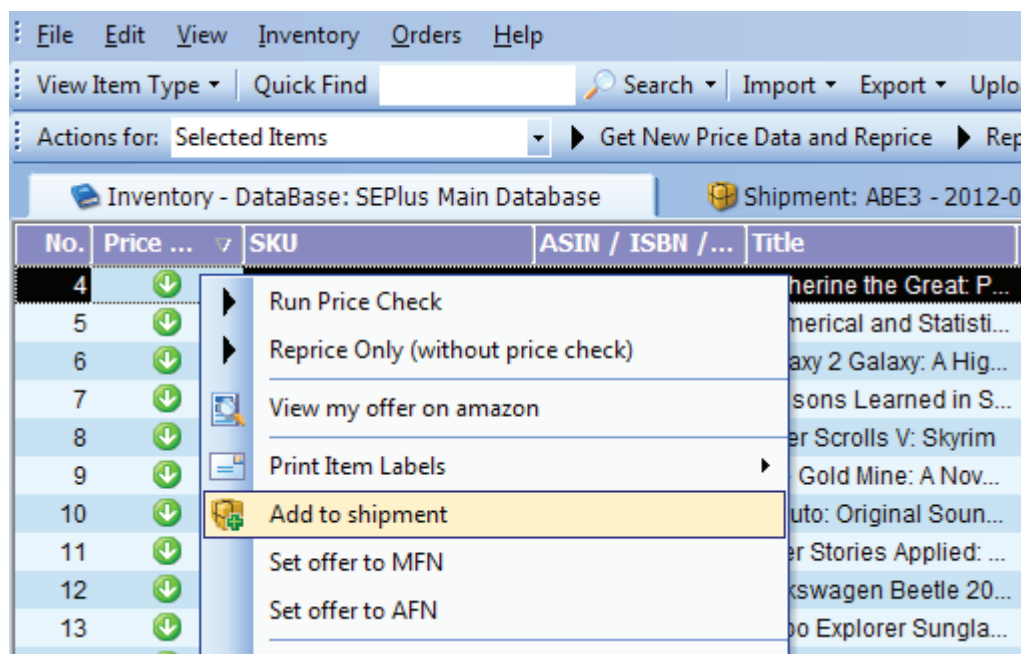 File Edit View Inventory Orders Help
View Item Type Quick Find Search Import Export Uplo
Actions for: Selected Items Get New Price Data and Reprice Rep
Inventory - DataBase: SEPlus Main Database Shipment: ABE3 - 2012-0
No. Price ... SKU ASIN / ISBN /... Title
4 herine the Great: P...
5 merical and Statisti...
6 axy 2 Galaxy: A Hig...
7 sons Learned in S...
8 er Scrolls V: Skyrim
9 Gold Mine: A Nov...
10 uto: Original Soun...
11 er Stories Applied: ...
12 kswagen Beetle 20...
13 oo Explorer Sungla...
Run Price Check
Reprice Only (without price check)
View my offer on amazon
Print Item Labels
Add to shipment
Set offer to MFN
Set offer to AFN